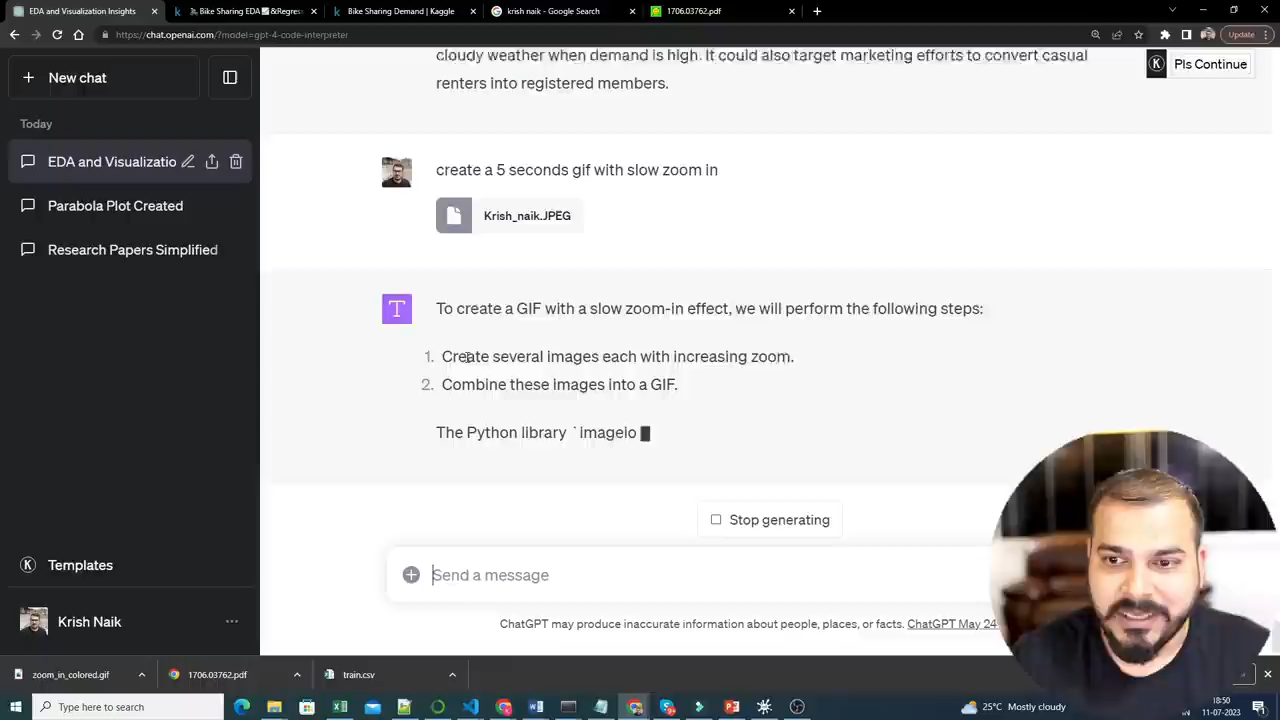 EDA and Visualization Insights
Bike Sharing EDA &Regress
Bike Sharing Demand | Kaggle
krish naik - Google Search
1706.03762.pdf
https://chat.openai.com/?model=gpt-4-code-interpreter
Update
New chat
Today
EDA and Visualizatio
Parabola Plot Created
Research Papers Simplified
Templates
Krish Naik
cloudy weather when demand is high. It could also target marketing efforts to convert casual
renters into registered members.
K Pls Continue
create a 5 seconds gif with slow zoom in
Krish_naik.JPEG
T
To create a GIF with a slow zoom-in effect, we will perform the following steps:
1. Create several images each with increasing zoom.
2. Combine these images into a GIF.
The Python library `imageio
Stop generating
Send a message
ChatGPT may produce inaccurate information about people, places, or facts. ChatGPT May 24
zoom_in_colored.gif
1706.03762.pdf
train.csv
Type here to search
25°C Mostly cloudy
18:50
11-07-2023